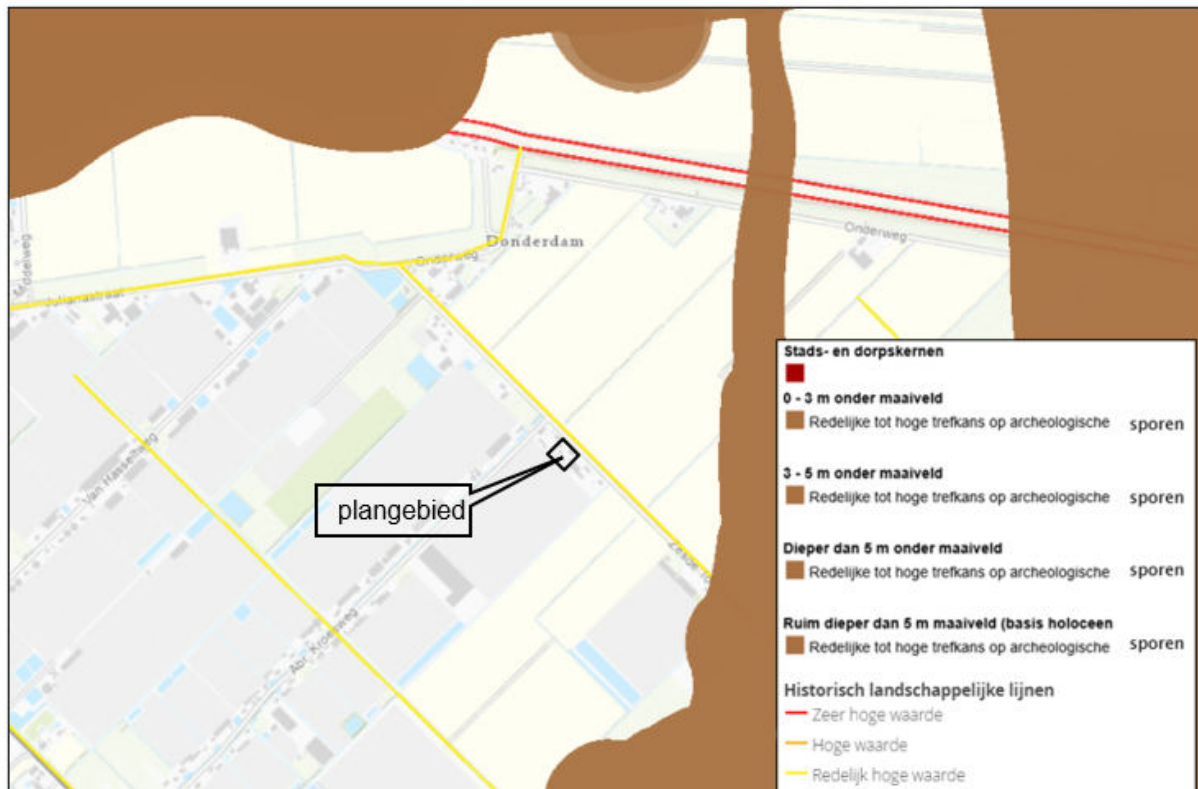 Onderweg
Donderdam
Onderweg
Middelweg
Julianastraat
Van Hasseltweg
plangebied
Abr. Kroesweg
Zesde To
Stads- en dorpskernen
0 - 3 m onder maaiveld
Redelijke tot hoge trefkans op archeologische sporen
3 - 5 m onder maaiveld
Redelijke tot hoge trefkans op archeologische sporen
Dieper dan 5 m onder maaiveld
Redelijke tot hoge trefkans op archeologische sporen
Ruim dieper dan 5 m maaiveld (basis holoceen
Redelijke tot hoge trefkans op archeologische sporen
Historisch landschappelijke lijnen
Zeer hoge waarde
Hoge waarde
Redelijk hoge waarde